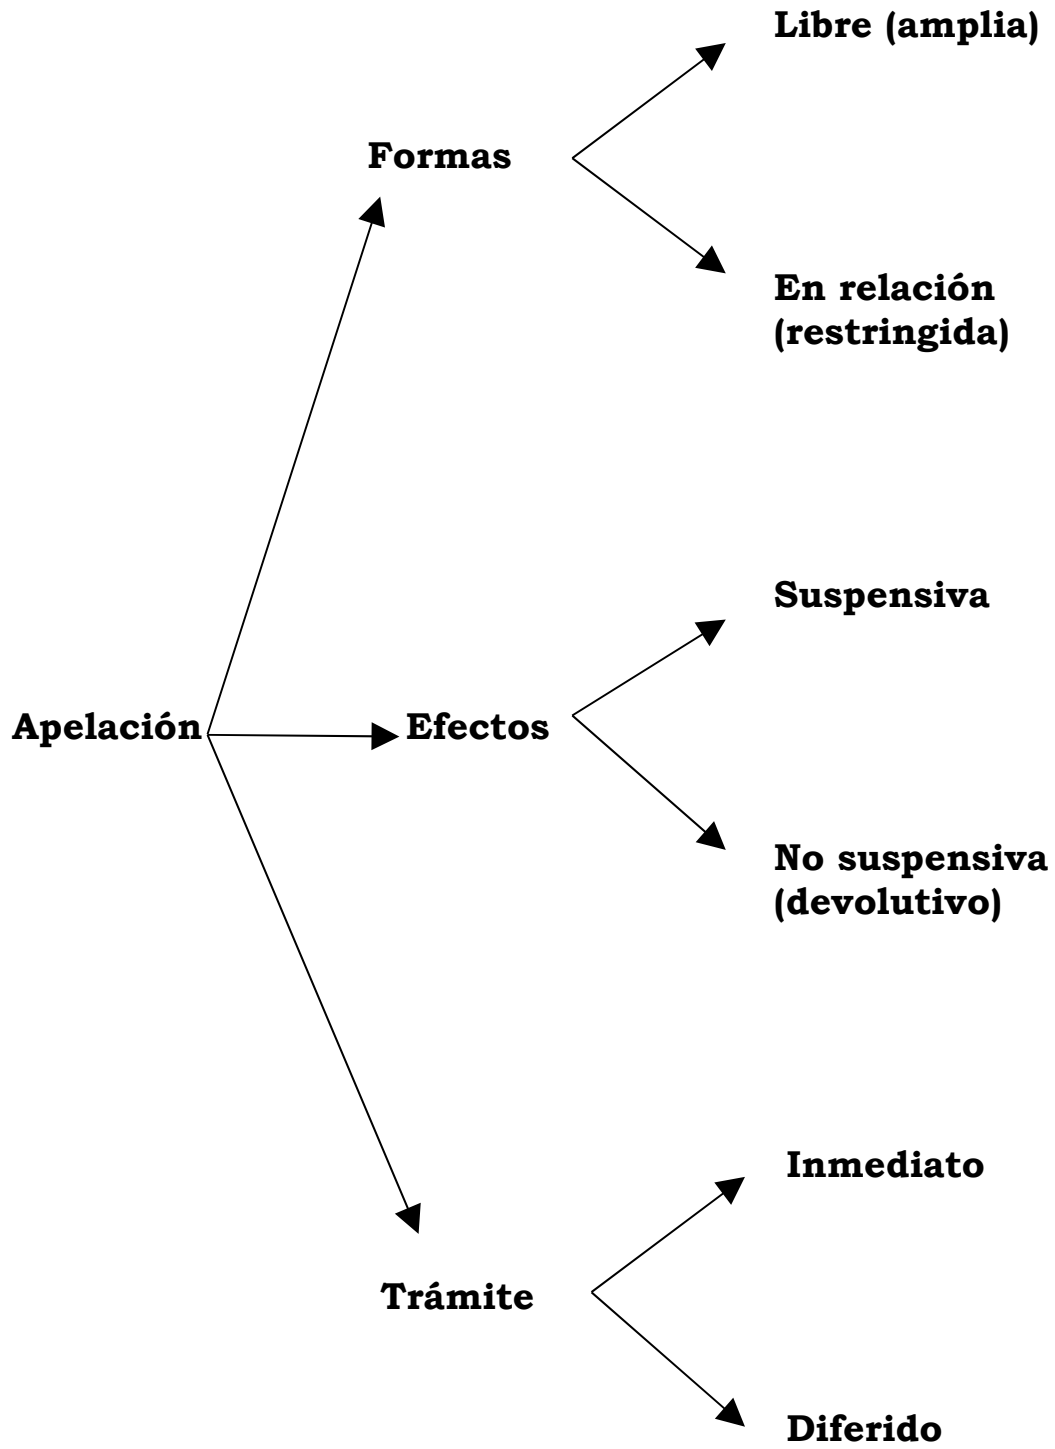 Libre (amplia)
Formas
En relación
(restringida)
Suspensiva
Apelación
Efectos
No suspensiva
(devolutivo)
Inmediato
Trámite
Diferido